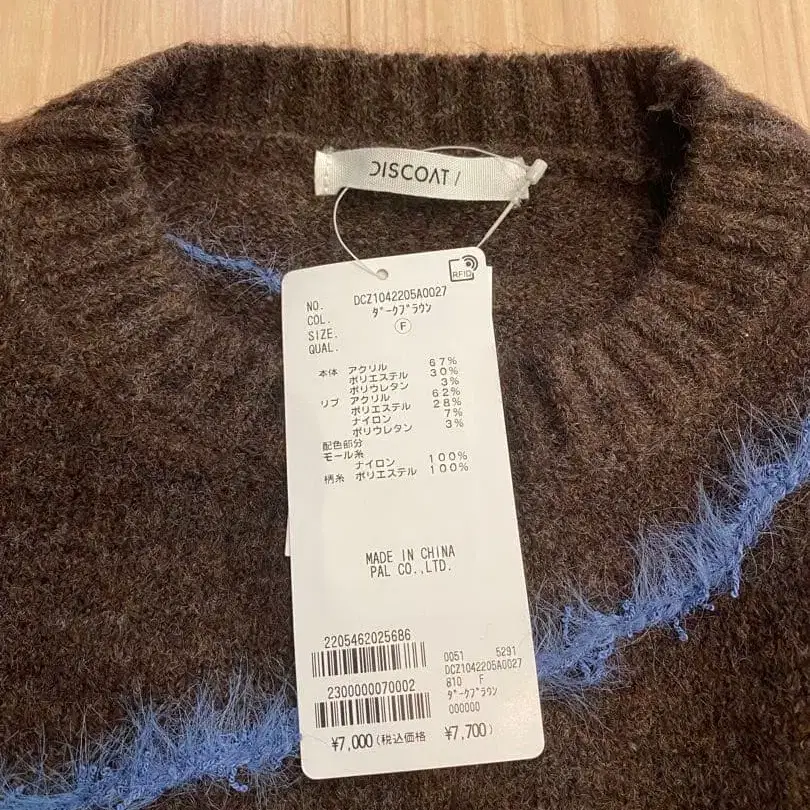 DISCOAT /
RFID
NO. DCZ1042205A0027
COL. ﾀﾞｰｸﾌﾞﾗｳﾝ
SIZE. F
QUAL.
本体 アクリル 67%
ポリエステル 30%
ポリウレタン 3%
リブ アクリル 62%
ポリエステル 28%
ナイロン 7%
ポリウレタン 3%
配色部分
モール糸
ナイロン 100%
柄糸 ポリエステル 100%
MADE IN CHINA
PAL CO.,LTD.
2205462025686
2300000070002
0051 5291
DCZ1042205A0027
810 F
ﾀﾞｰｸﾌﾞﾗｳﾝ
000000
¥7,000(税込価格 ¥7,700)